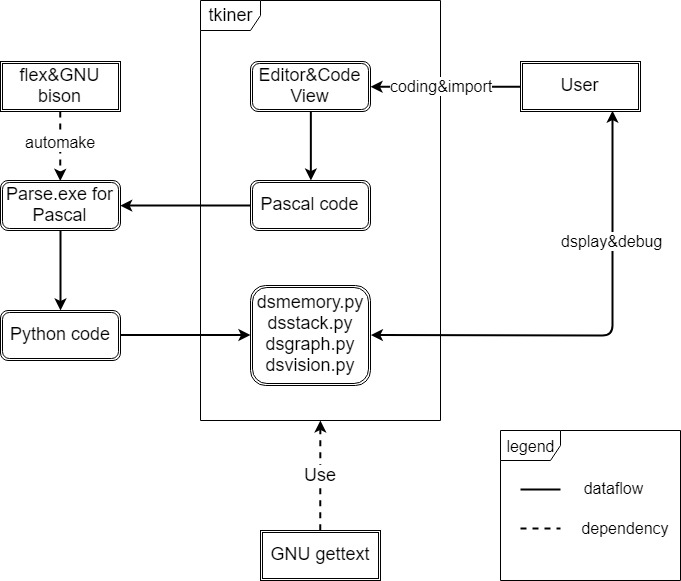 tkiner
flex&GNU
bison
Editor&Code
View
coding&import
User
automake
Parse.exe for
Pascal
Pascal code
dsplay&debug
Python code
dsmemory.py
dsstack.py
dsgraph.py
dsvision.py
legend
Use
dataflow
dependency
GNU gettext